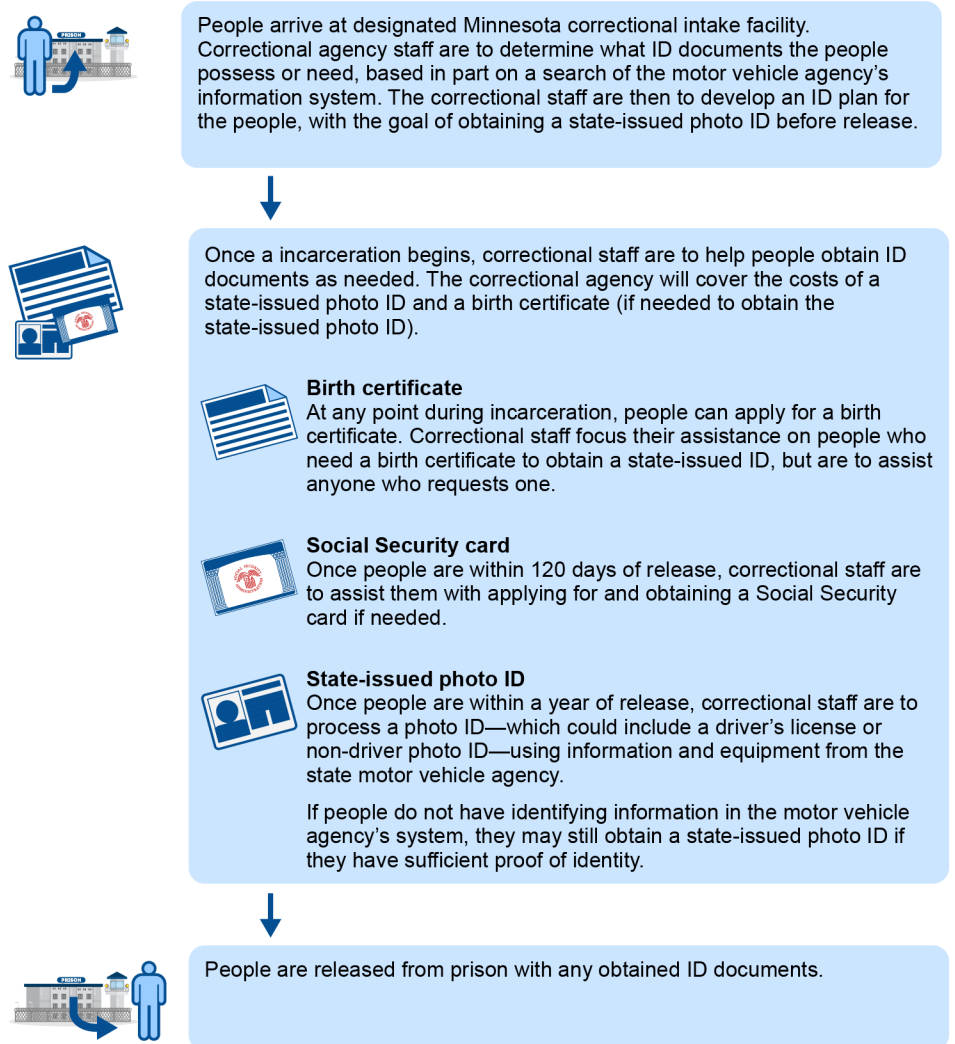 PRISON
People arrive at designated Minnesota correctional intake facility.
Correctional agency staff are to determine what ID documents the people
possess or need, based in part on a search of the motor vehicle agency's
information system. The correctional staff are then to develop an ID plan for
the people, with the goal of obtaining a state-issued photo ID before release.
Once a incarceration begins, correctional staff are to help people obtain ID
documents as needed. The correctional agency will cover the costs of a
state-issued photo ID and a birth certificate (if needed to obtain the
state-issued photo ID).
Birth certificate
At any point during incarceration, people can apply for a birth
certificate. Correctional staff focus their assistance on people who
need a birth certificate to obtain a state-issued ID, but are to assist
anyone who requests one.
Social Security card
Once people are within 120 days of release, correctional staff are
to assist them with applying for and obtaining a Social Security
card if needed.
State-issued photo ID
Once people are within a year of release, correctional staff are to
process a photo ID—which could include a driver's license or
non-driver photo ID—using information and equipment from the
state motor vehicle agency.
If people do not have identifying information in the motor vehicle
agency's system, they may still obtain a state-issued photo ID if
they have sufficient proof of identity.
PRISON
People are released from prison with any obtained ID documents.